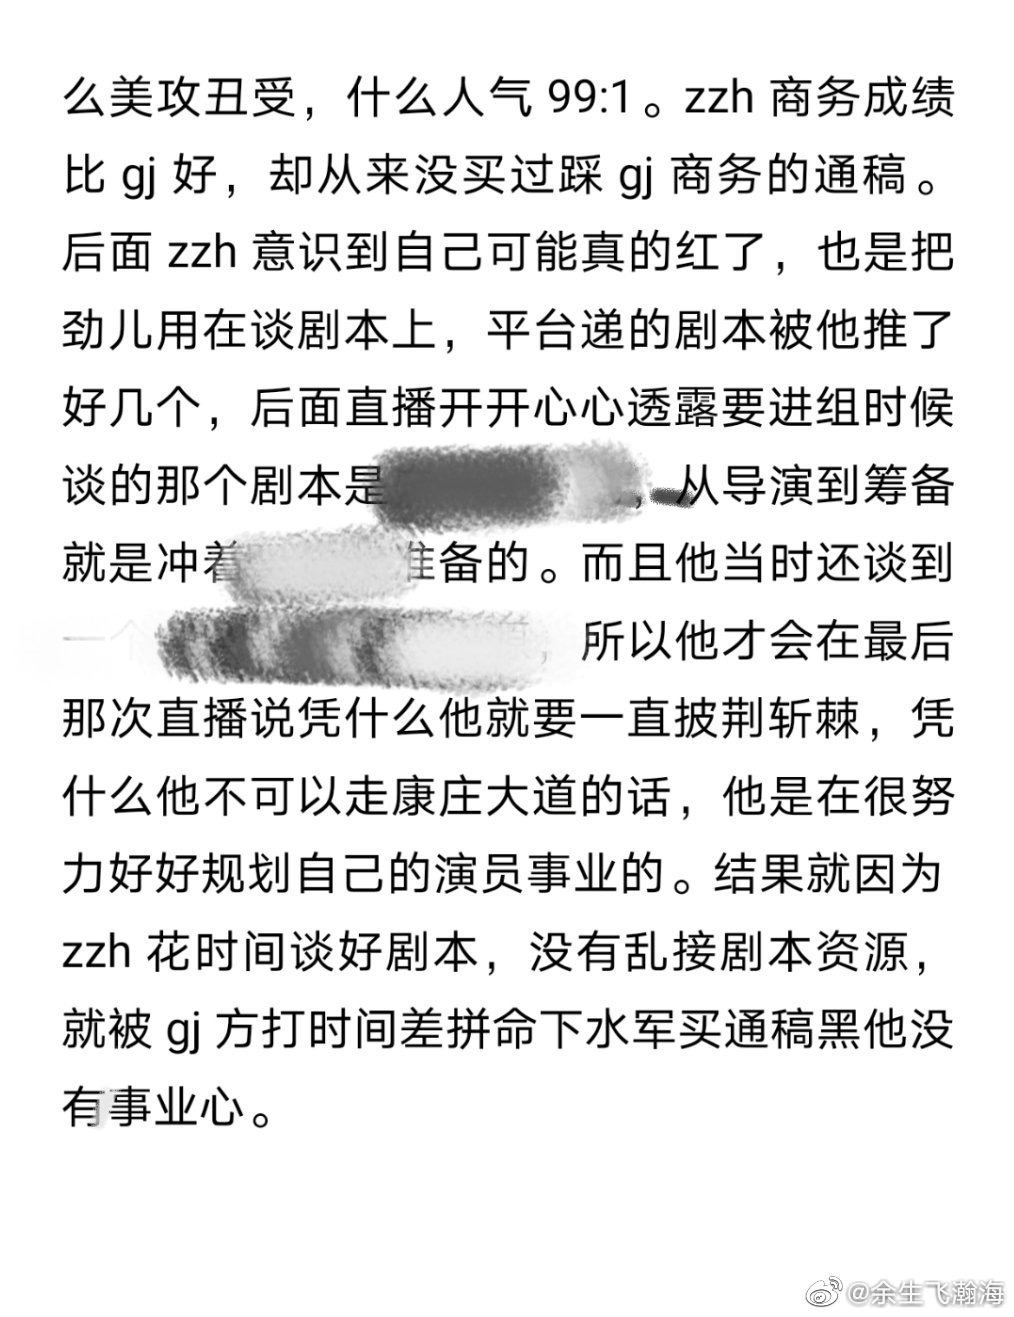 么美攻丑受，什么人气 99:1。zzh 商务成绩
比 gj 好，却从来没买过踩 gj 商务的通稿。
后面 zzh 意识到自己可能真的红了，也是把
劲儿用在谈剧本上，平台递的剧本被他推了
好几个，后面直播开开心心透露要进组时候
谈的那个剧本是，从导演到筹备
就是冲着准备的。而且他当时还谈到
一个，所以他才会在最后
那次直播说凭什么他就要一直披荆斩棘，凭
什么他不可以走康庄大道的话，他是在很努
力好好规划自己的演员事业的。结果就因为
zzh 花时间谈好剧本，没有乱接剧本资源，
就被 gj 方打时间差拼命下水军买通稿黑他没
有事业心。
@余生飞瀚海